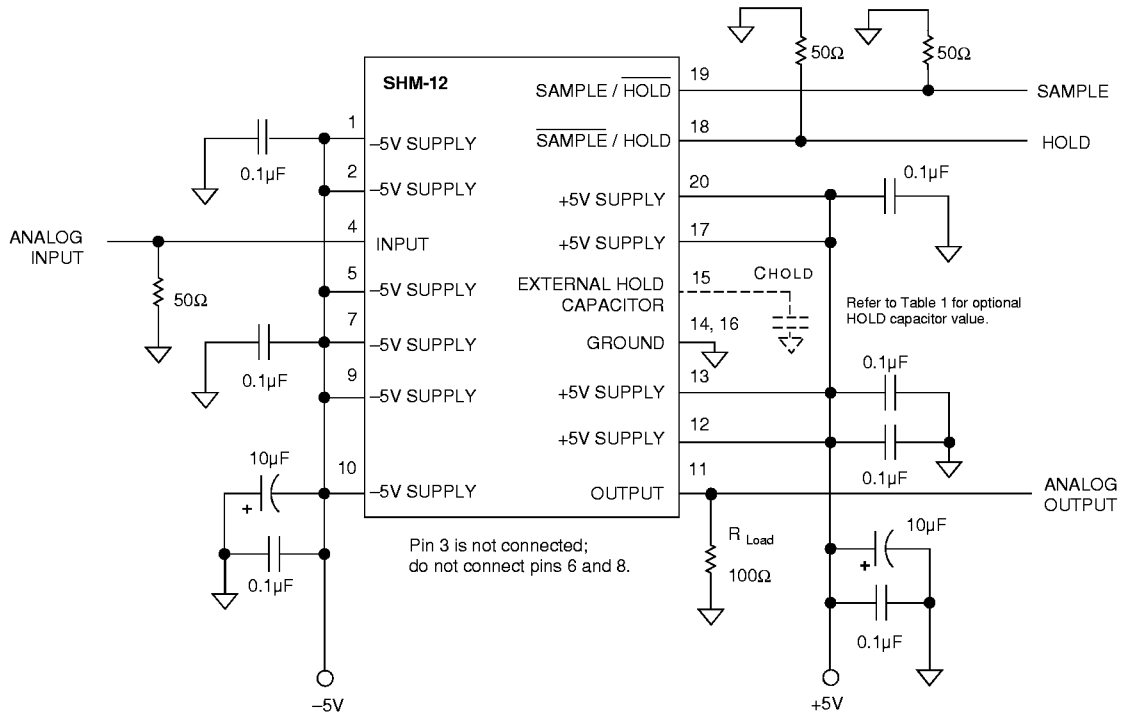 SHM-12
1
–5V SUPPLY
0.1µF
2
–5V SUPPLY
ANALOG
INPUT
4
INPUT
50Ω
5
–5V SUPPLY
7
–5V SUPPLY
0.1µF
9
–5V SUPPLY
10µF
+
10
–5V SUPPLY
0.1µF
–5V
50Ω
50Ω
SAMPLE / HOLD
19
SAMPLE
SAMPLE / HOLD
18
HOLD
+5V SUPPLY
20
0.1µF
+5V SUPPLY
17
EXTERNAL HOLD
CAPACITOR
15
CHOLD
Refer to Table 1 for optional
HOLD capacitor value.
14, 16
GROUND
+5V SUPPLY
13
0.1µF
+5V SUPPLY
12
0.1µF
OUTPUT
11
ANALOG
OUTPUT
R Load
100Ω
10µF
+
0.1µF
+5V
Pin 3 is not connected;
do not connect pins 6 and 8.